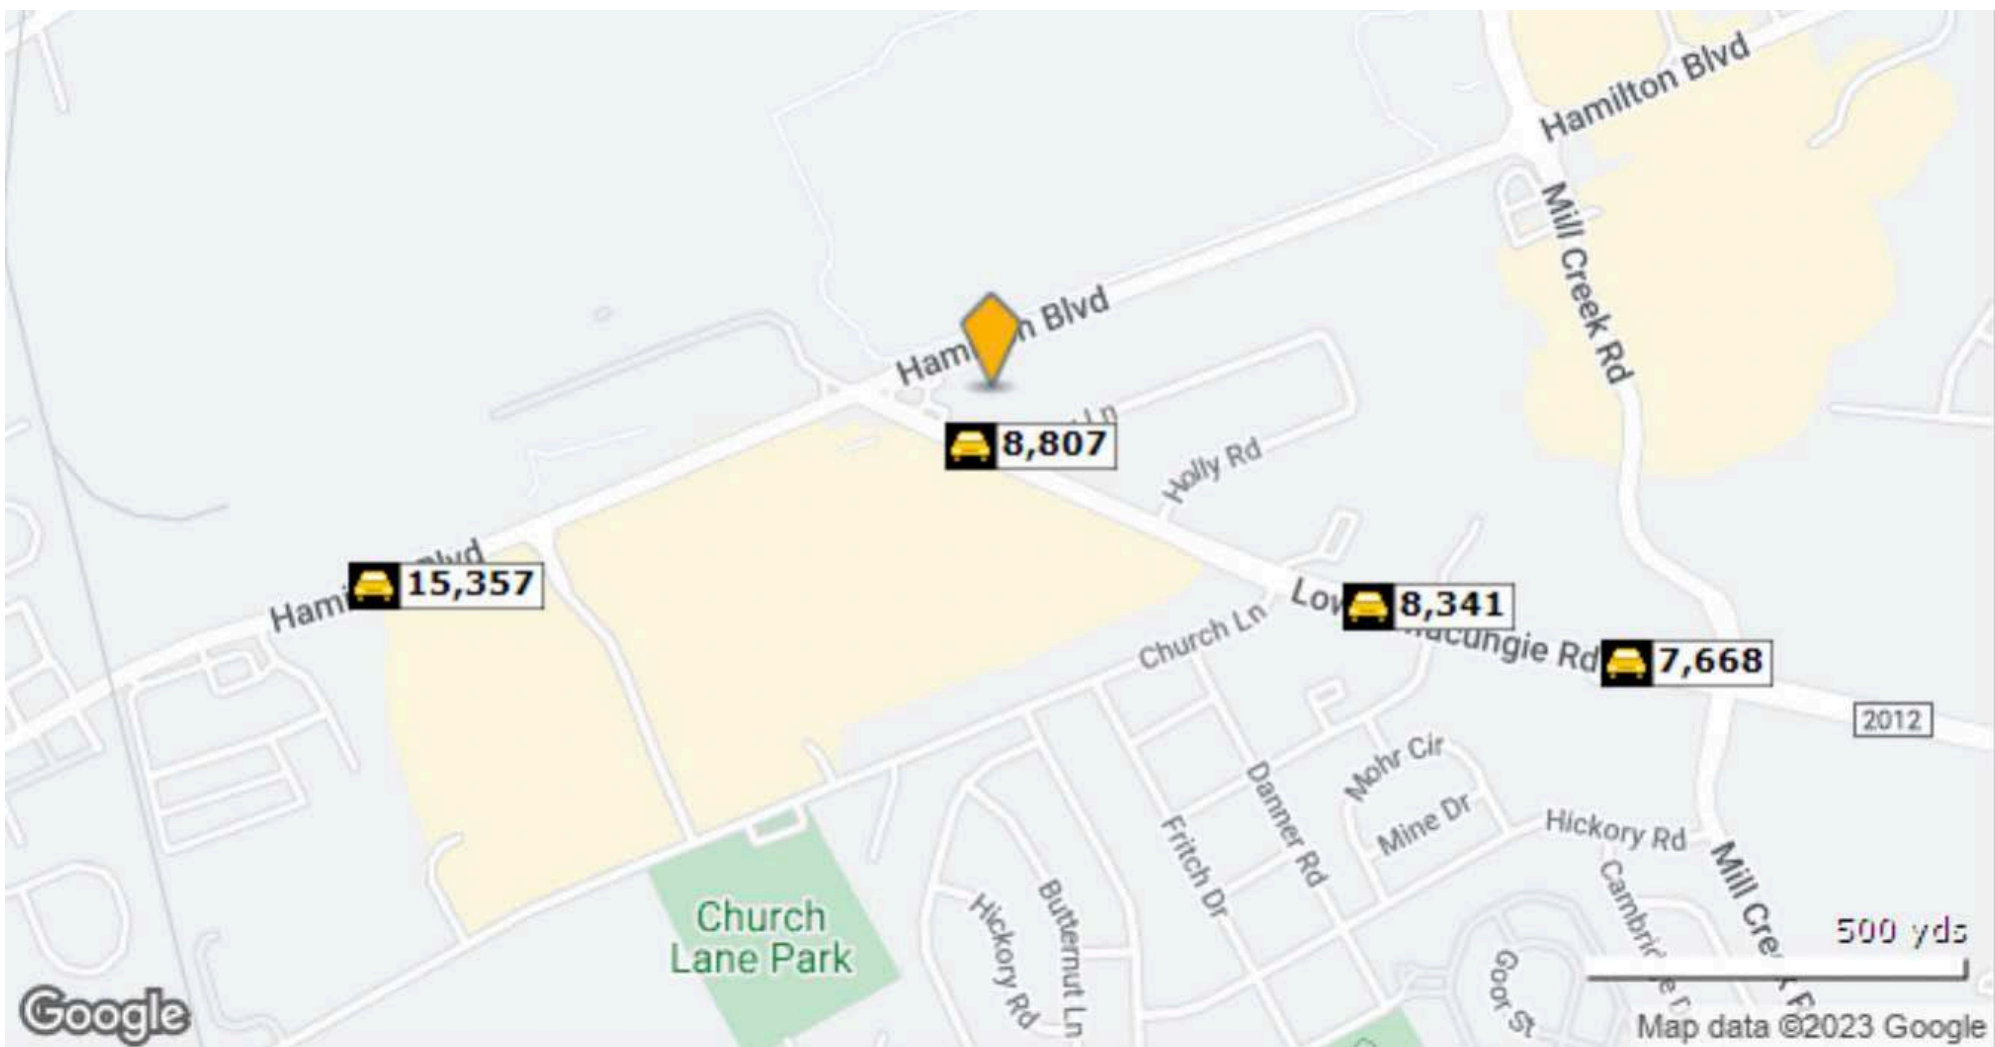 Hamilton Blvd
Mill Creek Rd
Blvd
8,807
Holly Rd
15,357
8,341
Rd
7,668
2012
Church Ln
Mohr Cir
Mine Dr
Danner Rd
Fritch Dr
Hickory Rd
Church
Lane Park
Hickory Rd
Butternut Ln
Goor St
500 yds
Google
Map data ©2023 Google